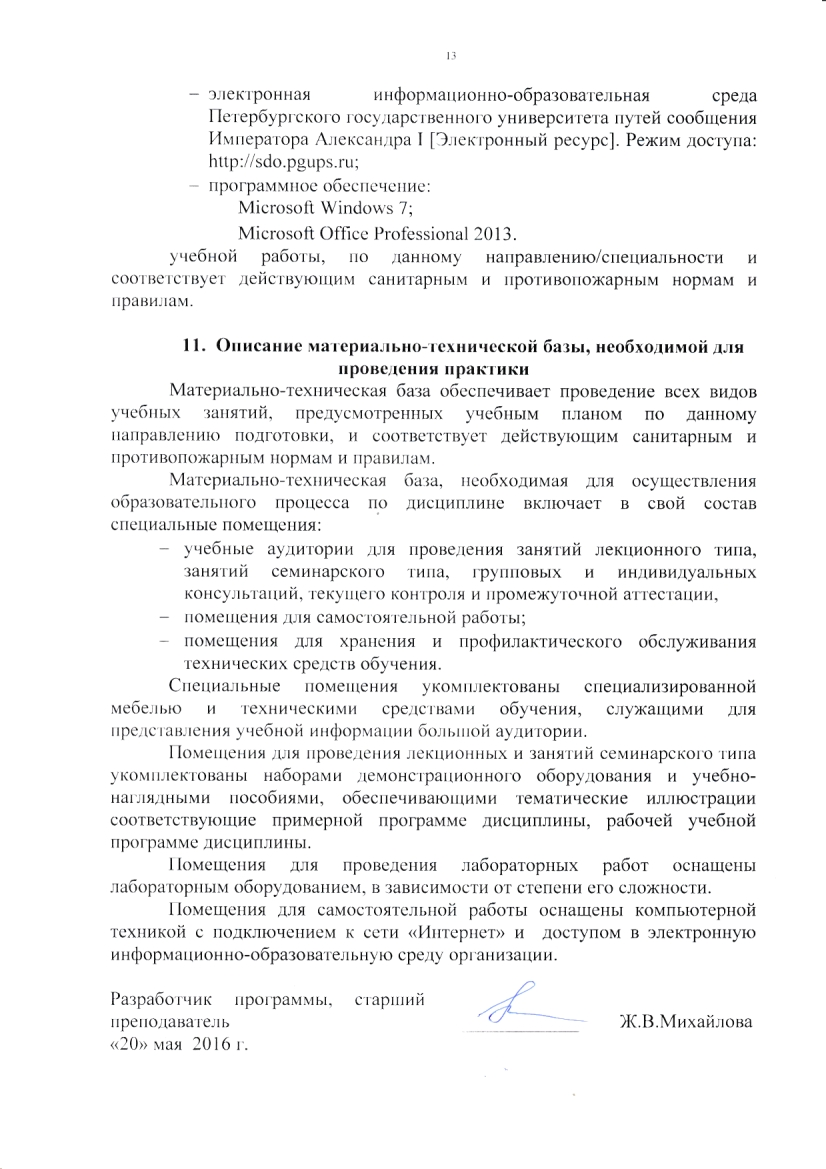 13
– электронная информационно-образовательная среда
Петербургского государственного университета путей сообщения
Императора Александра I [Электронный ресурс]. Режим доступа:
http://sdo.pgups.ru;
– программное обеспечение:
Microsoft Windows 7;
Microsoft Office Professional 2013.
учебной работы, по данному направлению/специальности и
соответствует действующим санитарным и противопожарным нормам и
правилам.
11. Описание материально-технической базы, необходимой для
проведения практики
Материально-техническая база обеспечивает проведение всех видов
учебных занятий, предусмотренных учебным планом по данному
направлению подготовки, и соответствует действующим санитарным и
противопожарным нормам и правилам.
Материально-техническая база, необходимая для осуществления
образовательного процесса по дисциплине включает в свой состав
специальные помещения:
– учебные аудитории для проведения занятий лекционного типа,
занятий семинарского типа, групповых и индивидуальных
консультаций, текущего контроля и промежуточной аттестации,
– помещения для самостоятельной работы;
– помещения для хранения и профилактического обслуживания
технических средств обучения.
Специальные помещения укомплектованы специализированной
мебелью и техническими средствами обучения, служащими для
представления учебной информации большой аудитории.
Помещения для проведения лекционных и занятий семинарского типа
укомплектованы наборами демонстрационного оборудования и учебно-
наглядными пособиями, обеспечивающими тематические иллюстрации
соответствующие примерной программе дисциплины, рабочей учебной
программе дисциплины.
Помещения для проведения лабораторных работ оснащены
лабораторным оборудованием, в зависимости от степени его сложности.
Помещения для самостоятельной работы оснащены компьютерной
техникой с подключением к сети «Интернет» и доступом в электронную
информационно-образовательную среду организации.
Разработчик программы, старший
преподаватель Ж.В.Михайлова
«20» мая 2016 г.